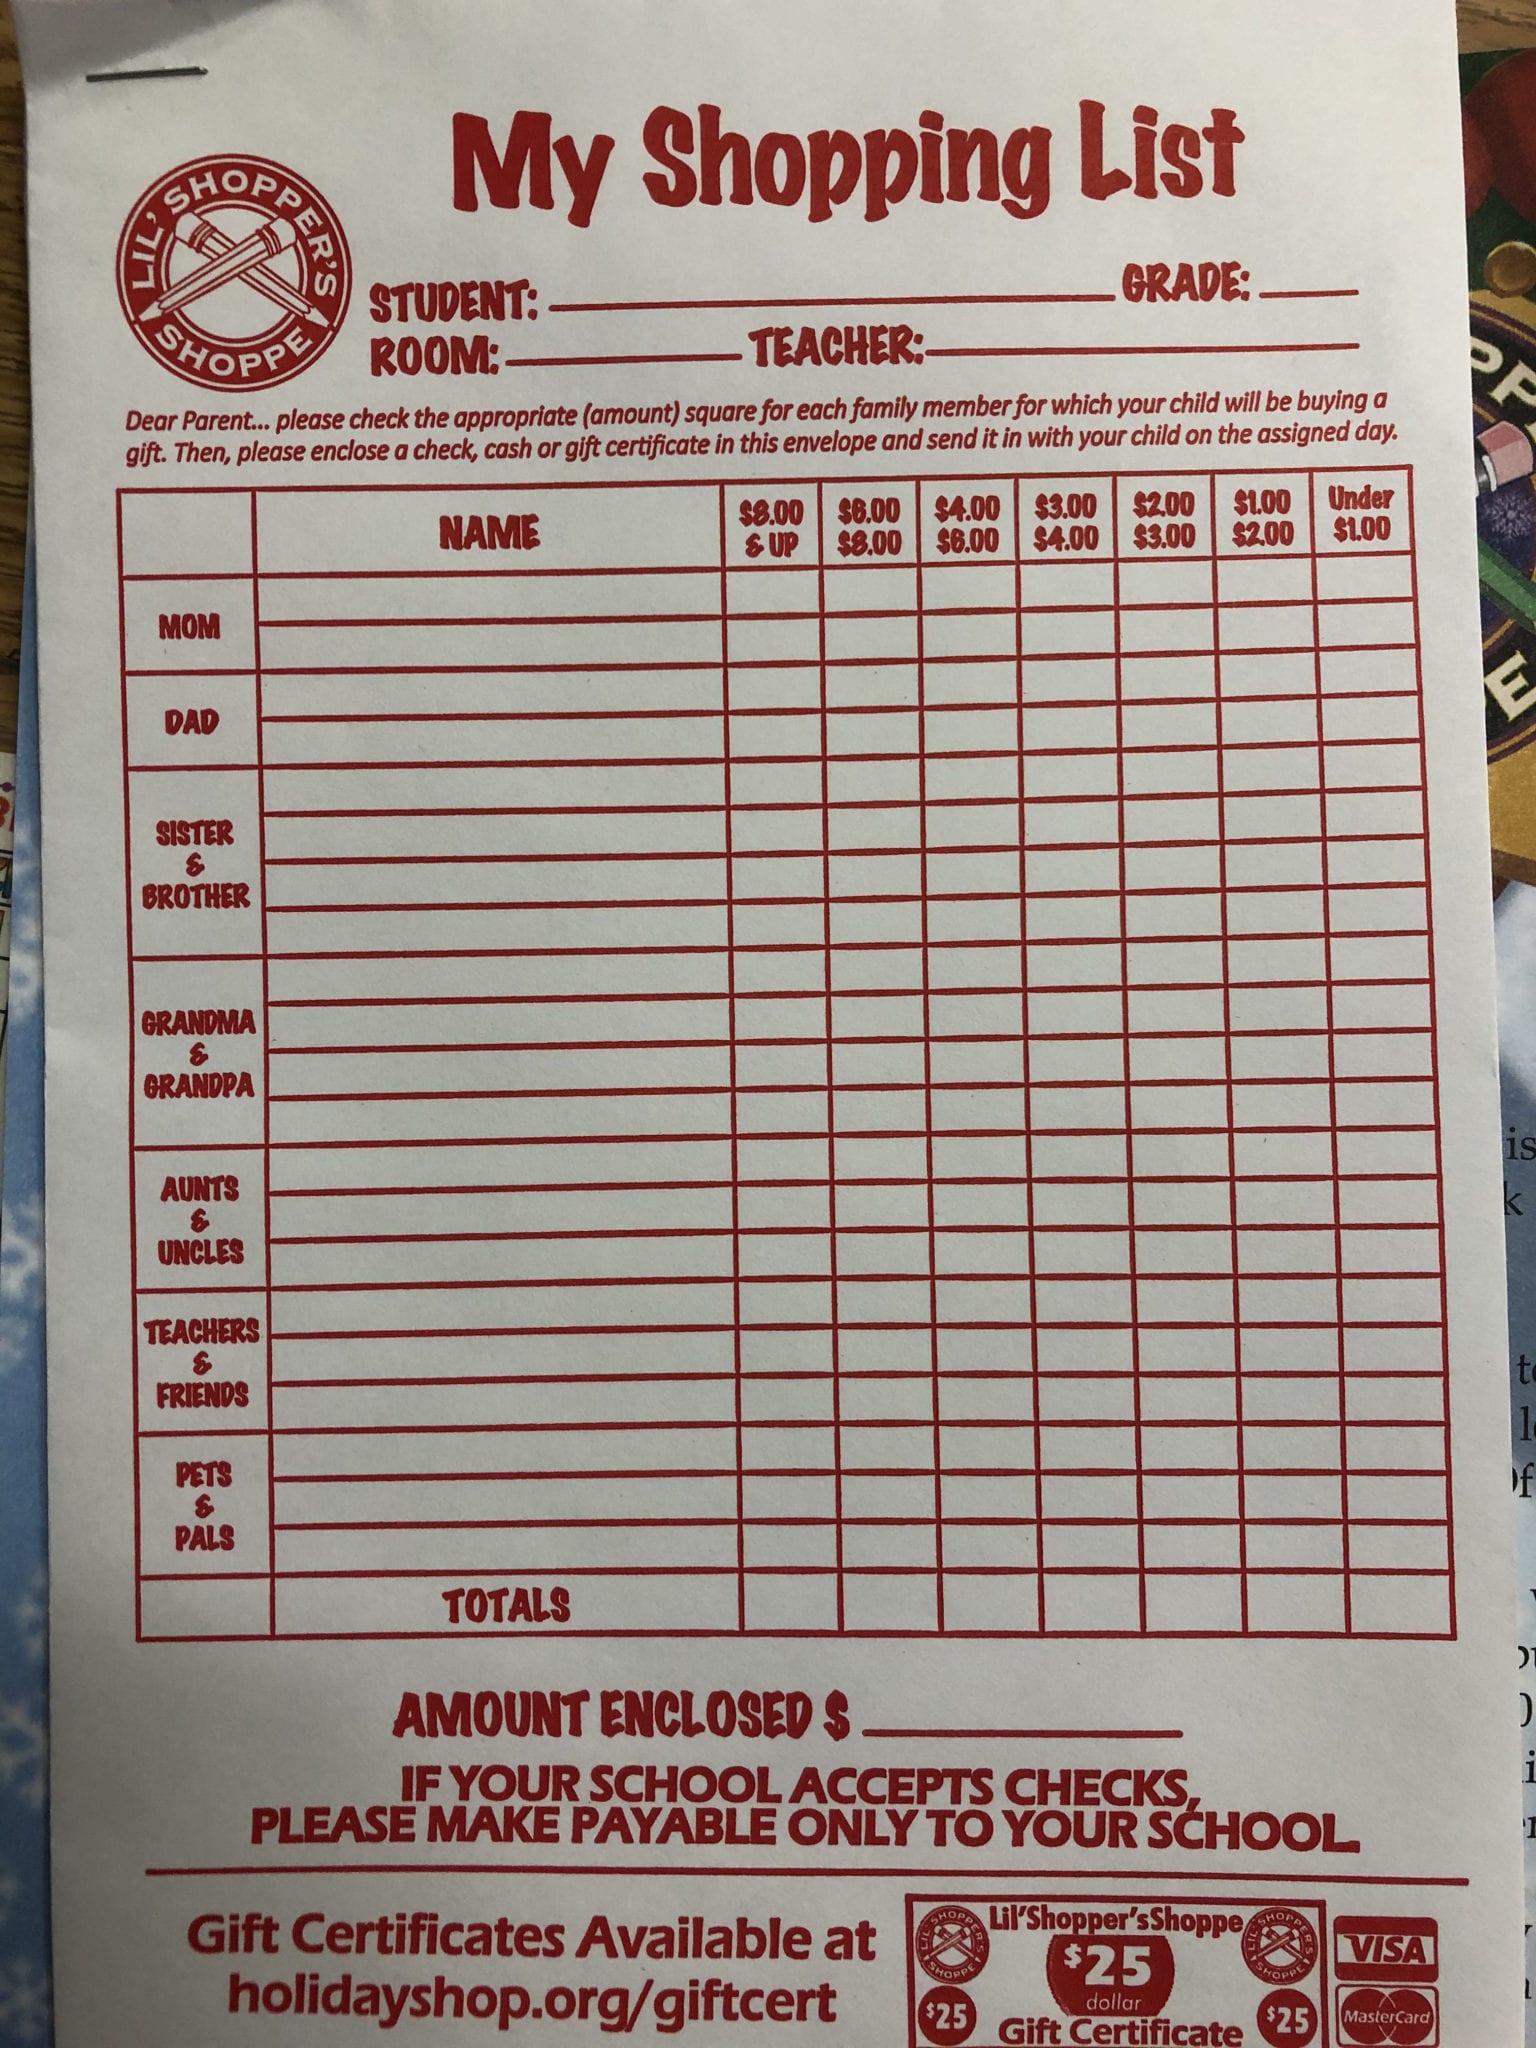 My Shopping List
LIL' SHOPPER'S SHOPPE
STUDENT: GRADE:
ROOM: TEACHER:
Dear Parent... please check the appropriate (amount) square for each family member for which your child will be buying a
gift. Then, please enclose a check, cash or gift certificate in this envelope and send it in with your child on the assigned day.
NAME
$8.00 & UP
$6.00 $8.00
$4.00 $6.00
$3.00 $4.00
$2.00 $3.00
$1.00 $2.00
Under $1.00
MOM
DAD
SISTER
&
BROTHER
GRANDMA
&
GRANDPA
AUNTS
&
UNCLES
TEACHERS
&
FRIENDS
PETS
&
PALS
TOTALS
AMOUNT ENCLOSED $
IF YOUR SCHOOL ACCEPTS CHECKS,
PLEASE MAKE PAYABLE ONLY TO YOUR SCHOOL.
Gift Certificates Available at
holidayshop.org/giftcert
LIL' SHOPPER'S SHOPPE
Lil'Shopper'sShoppe
LIL' SHOPPER'S SHOPPE
$25
dollar
$25
Gift Certificate
$25
VISA
MasterCard